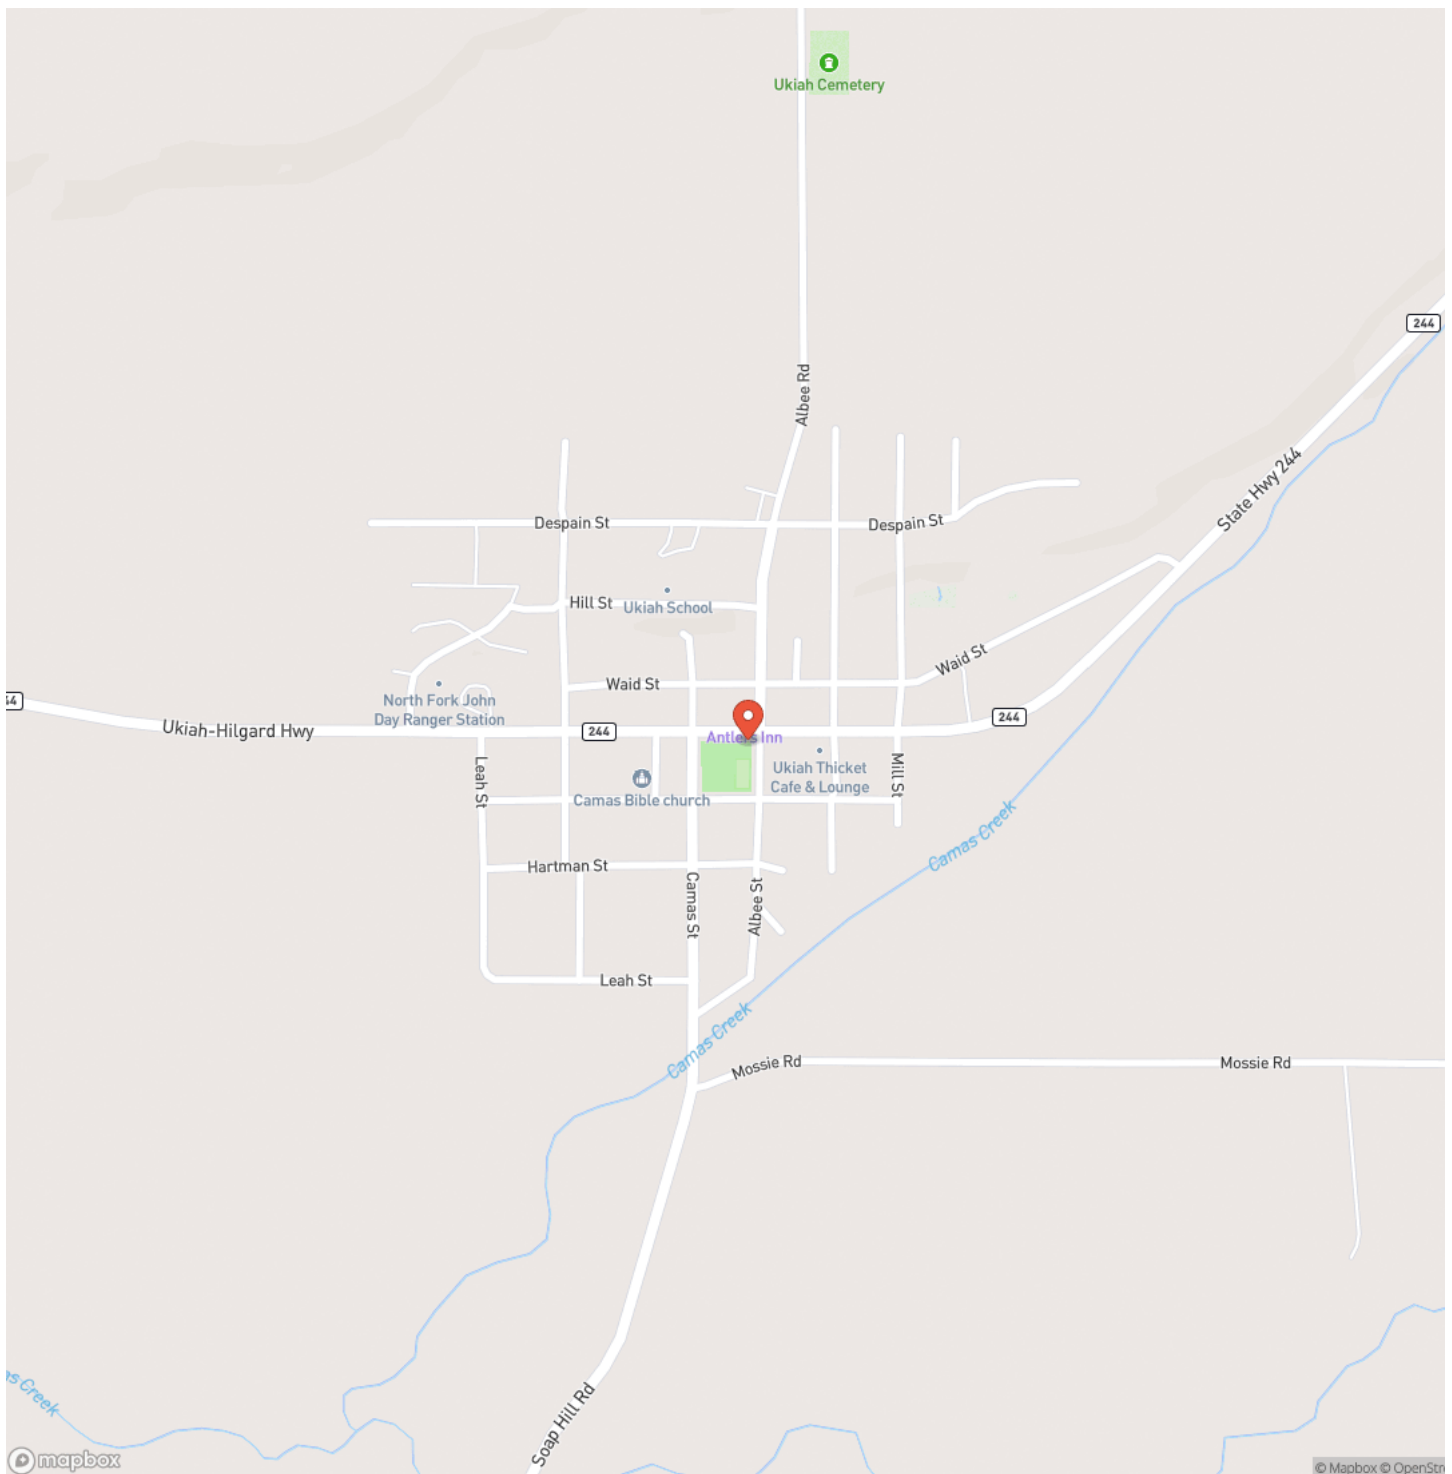 Ukiah Cemetery
244
Albee Rd
State Hwy 244
Despain St
Despain St
Hill St
Ukiah School
Waid St
Waid St
North Fork John
Day Ranger Station
244
Ukiah-Hilgard Hwy
244
Antlers Inn
Ukiah Thicket
Cafe & Lounge
Mill St
Leah St
Camas Bible church
Camas Creek
Hartman St
Camas St
Albee St
Leah St
Camas Creek
Mossie Rd
Mossie Rd
Soap Hill Rd
Creek
mapbox
© Mapbox ©